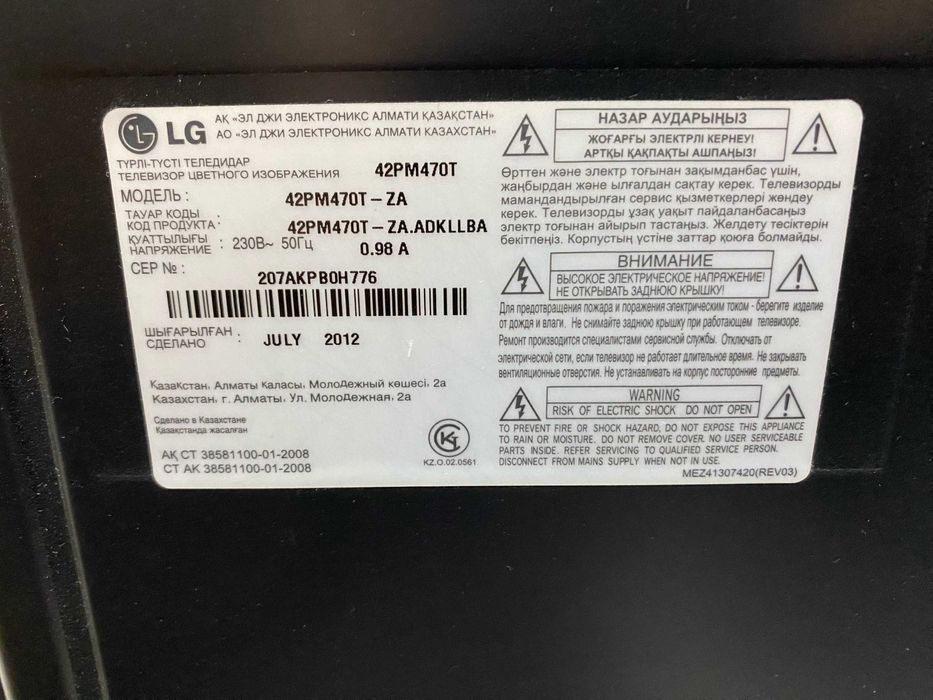 LG
АҚ «ЭЛ ДЖИ ЭЛЕКТРОНИКС АЛМАТИ ҚАЗАҚСТАН»
АО «ЭЛ ДЖИ ЭЛЕКТРОНИКС АЛМАТИ КАЗАХСТАН»
ТҮРЛІ-ТҮСТІ ТЕЛЕДИДАР
ТЕЛЕВИЗОР ЦВЕТНОГО ИЗОБРАЖЕНИЯ 42PM470T
МОДЕЛЬ : 42PM470T - ZA
ТАУАР КОДЫ
КОД ПРОДУКТА : 42PM470T - ZA.ADKLLBA
ҚУАТТЫЛЫҒЫ
НАПРЯЖЕНИЕ : 230В~ 50Гц 0.98 A
СЕР № : 207AKPB0H776
ШЫҒАРЫЛҒАН
СДЕЛАНО : JULY 2012
Қазақстан, Алматы Қаласы, Молодежный көшесі, 2а
Казахстан, г. Алматы, Ул. Молодежная, 2а
Сделано в Казахстане
Қазақстанда жасалған
АҚ СТ 38581100-01-2008
СТ АК 38581100-01-2008
KZ.O.02.0561
НАЗАР АУДАРЫҢЫЗ
ЖОҒАРҒЫ ЭЛЕКТРЛІ КЕРНЕУ!
АРТҚЫ ҚАҚПАҚТЫ АШПАҢЫЗ!
Өрттен және электр тоғынан зақымданбас үшін,
жаңбырдан және ылғалдан сақтау керек. Телевизорды
мамандандырылған сервис қызметкерлері жөндеу
керек. Телевизорды ұзақ уақыт пайдаланбасаңыз
электр тоғынан айырып тастаңыз. Желдету тесіктерін
бекітпеңіз. Корпустың үстіне заттар қоюға болмайды.
ВНИМАНИЕ
ВЫСОКОЕ ЭЛЕКТРИЧЕСКОЕ НАПРЯЖЕНИЕ!
НЕ ОТКРЫВАТЬ ЗАДНЮЮ КРЫШКУ!
Для предотвращения пожара и поражения электрическим током - берегите изделие
от дождя и влаги. Не снимайте заднюю крышку при работающем телевизоре.
Ремонт производится специалистами сервисной службы. Отключать от
электрической сети, если телевизор не работает длительное время. Не закрывать
вентиляционные отверстия. Не устанавливать на корпус посторонние предметы.
WARNING
RISK OF ELECTRIC SHOCK DO NOT OPEN
TO PREVENT FIRE OR SHOCK HAZARD, DO NOT EXPOSE THIS APPLIANCE
TO RAIN OR MOISTURE. DO NOT REMOVE COVER. NO USER SERVICEABLE
PARTS INSIDE. REFER SERVICING TO QUALIFIED SERVICE PERSON.
DISCONNECT FROM MAINS SUPPLY WHEN NOT IN USE.
MEZ41307420(REV03)